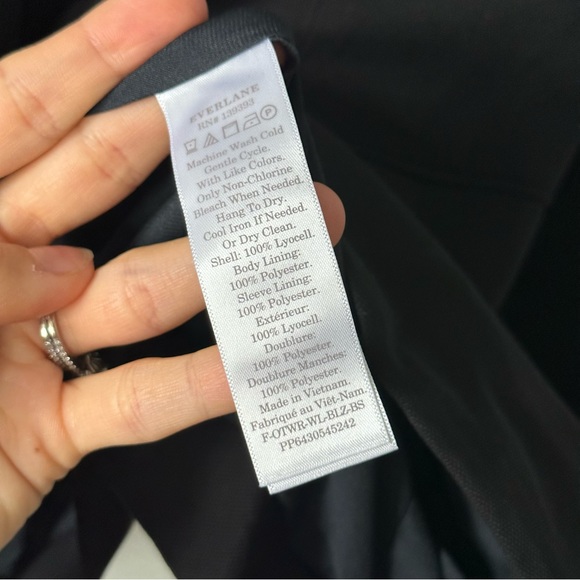 EVERLANE
RN# 139393
P
Machine Wash Cold
Gentle Cycle.
With Like Colors.
Only Non-Chlorine
Bleach When Needed.
Hang To Dry.
Cool Iron If Needed.
Or Dry Clean.
Shell: 100% Lyocell.
Body Lining:
100% Polyester.
Sleeve Lining:
100% Polyester.
Extérieur:
100% Lyocell.
Doublure:
100% Polyester
Doublure Manches:
100% Polyester.
Made in Vietnam.
Fabriqué au Viêt-Nam.
F-OTWR-WL-BLZ-BS
PP6430545242